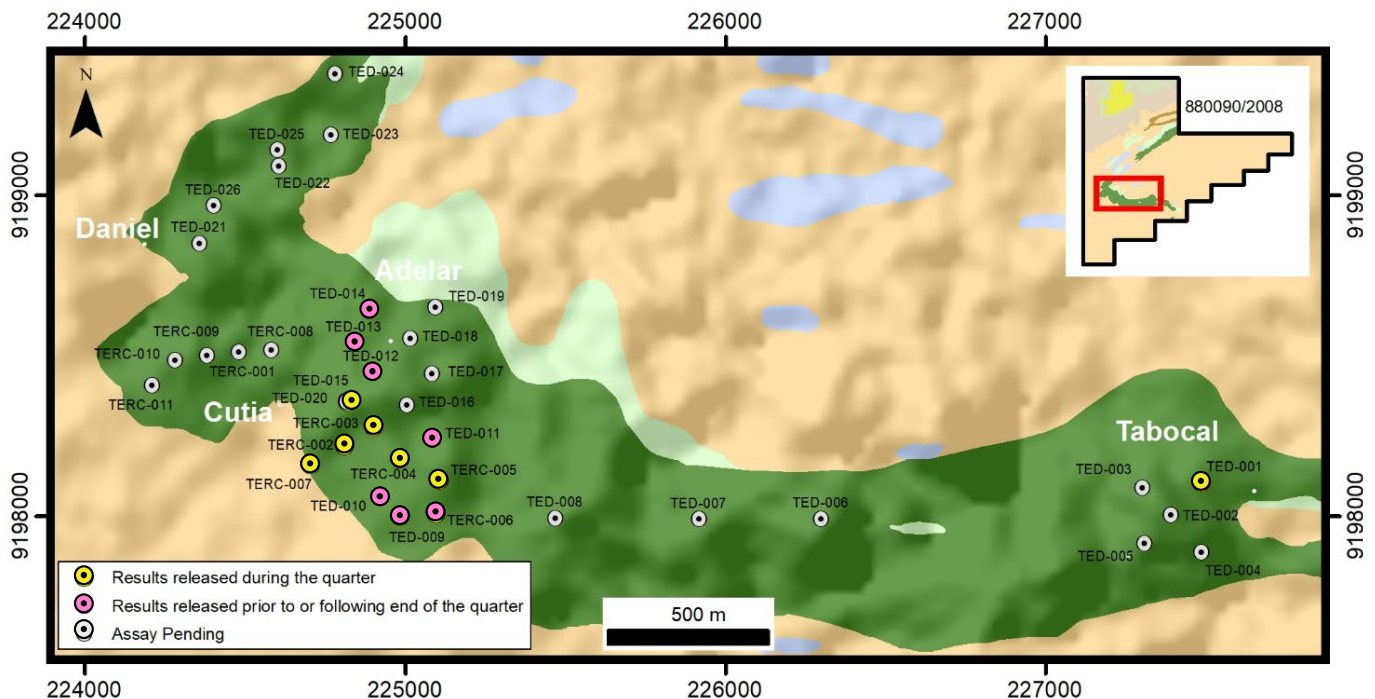 224000
225000
226000
227000
N
TED-024
880090/2008
TED-025
TED-023
TED-022
9199000
9199000
TED-026
TED-021
Daniel
Adelar
TED-014
TED-019
TED-013
TERC-009
TERC-008
TED-018
TERC-010
TED-012
TERC-001
TED-017
TERC-011
TED-015
TED-020
TED-016
Cutia
TERC-003
Tabocal
TERC-002
TED-011
TERC-004
TERC-005
TED-003
TED-001
TERC-007
TED-010
TED-008
TED-007
TED-006
TERC-006
TED-002
9198000
9198000
TED-009
TED-005
TED-004
Results released during the quarter
Results released prior to or following end of the quarter
Assay Pending
500 m
224000
225000
226000
227000